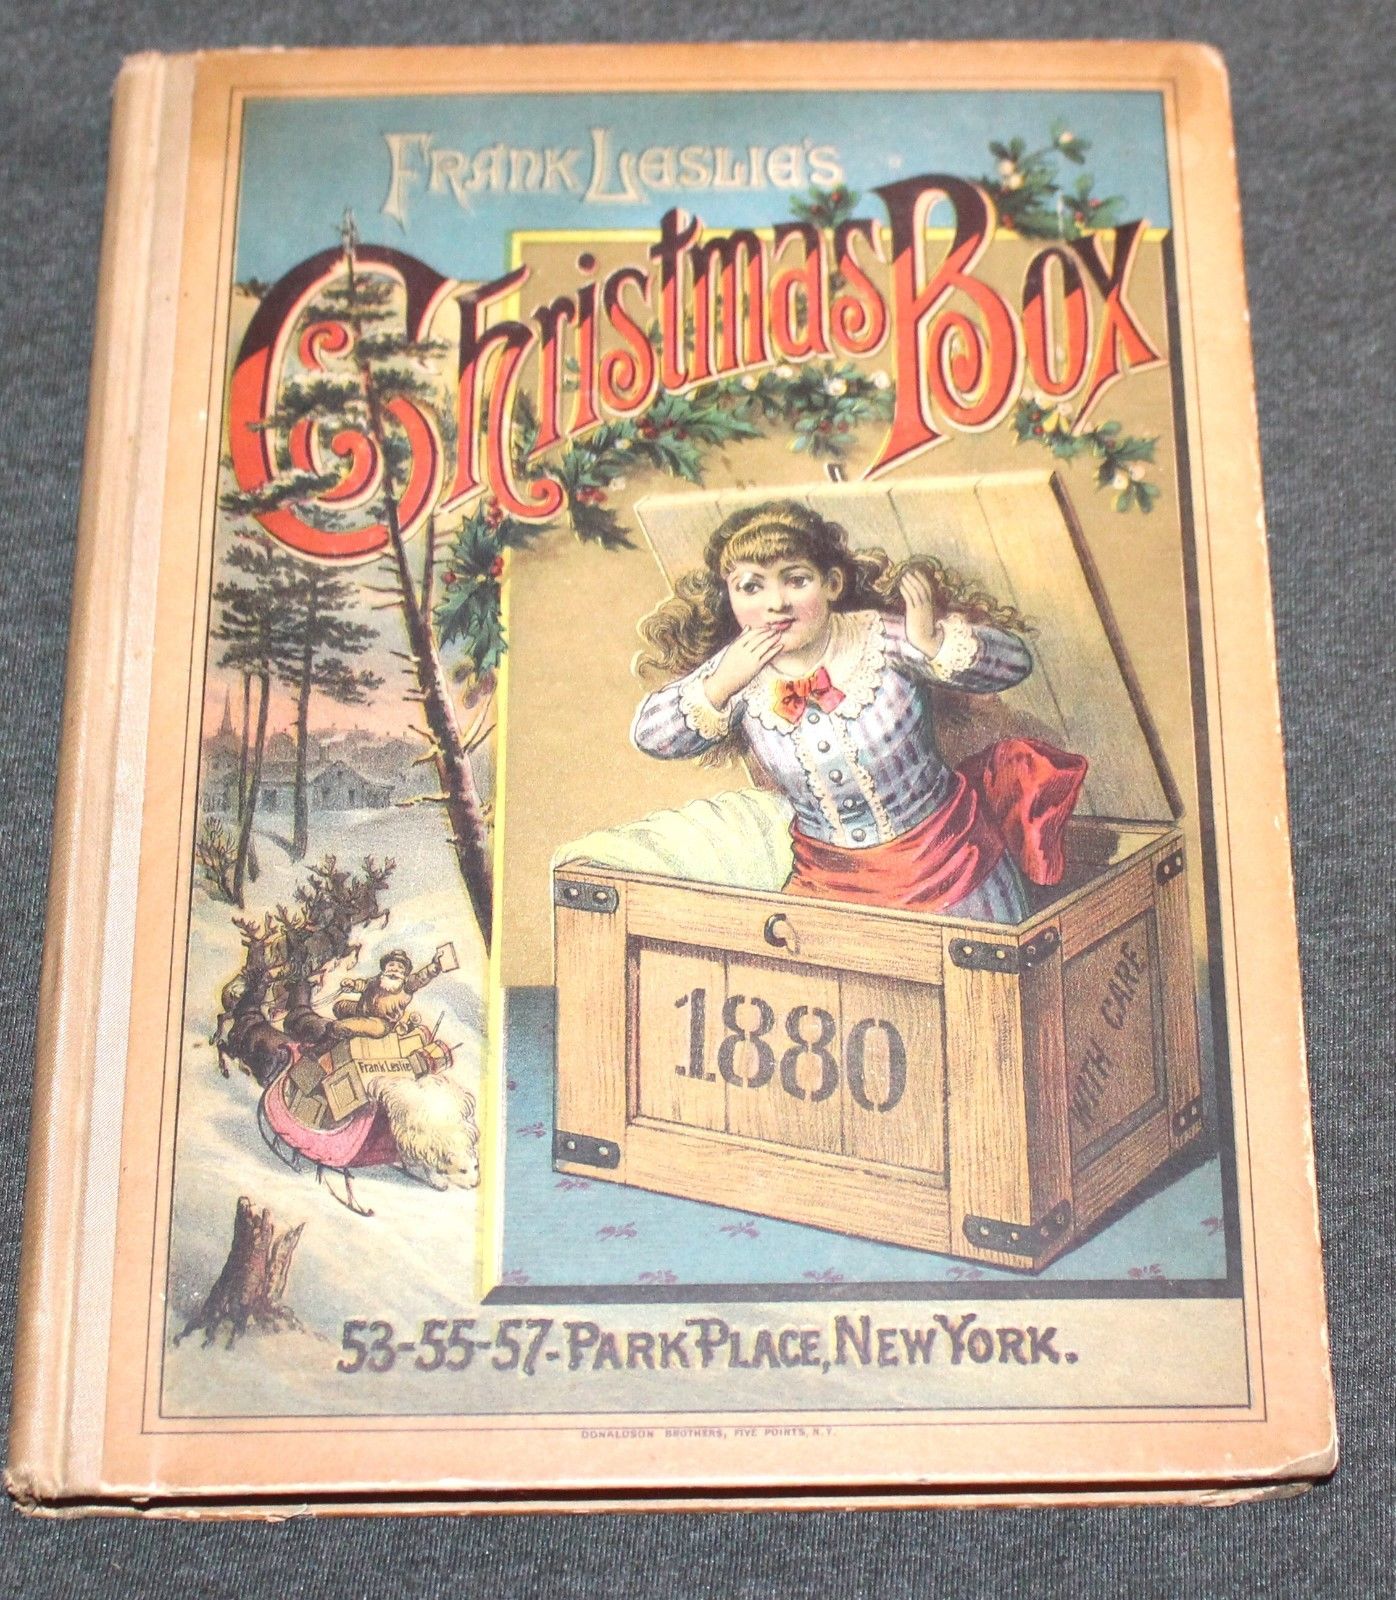 Frank Leslie's
Christmas Box
Frank Leslie
1880
WITH CARE
53-55-57-PARK PLACE, NEW YORK.
DONALDSON BROTHERS, FIVE POINTS, N.Y.